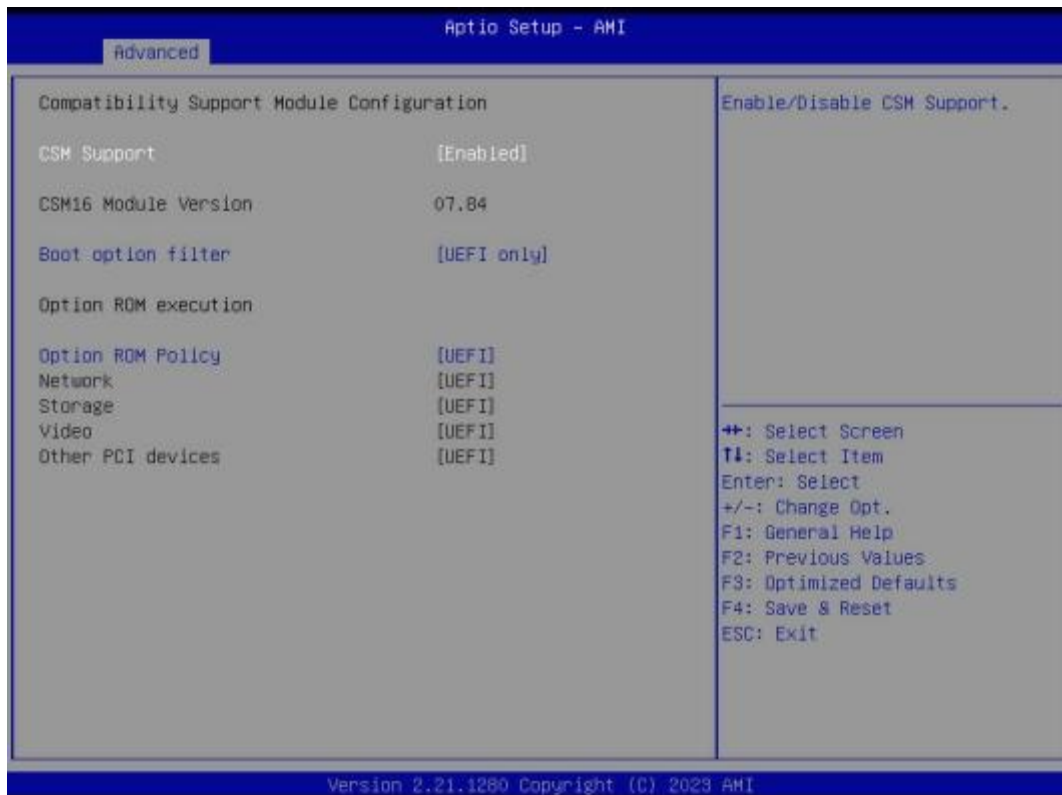 Aptio Setup - AMI
Advanced
Compatibility Support Module Configuration
CSM Support [Enabled]
CSM16 Module Version 07.84
Boot option filter [UEFI only]
Option ROM execution
Option ROM Policy [UEFI]
Network [UEFI]
Storage [UEFI]
Video [UEFI]
Other PCI devices [UEFI]
Enable/Disable CSM Support.
→←: Select Screen
↑↓: Select Item
Enter: Select
+/-: Change Opt.
F1: General Help
F2: Previous Values
F3: Optimized Defaults
F4: Save & Reset
ESC: Exit
Version 2.21.1280 Copyright (C) 2023 AMI